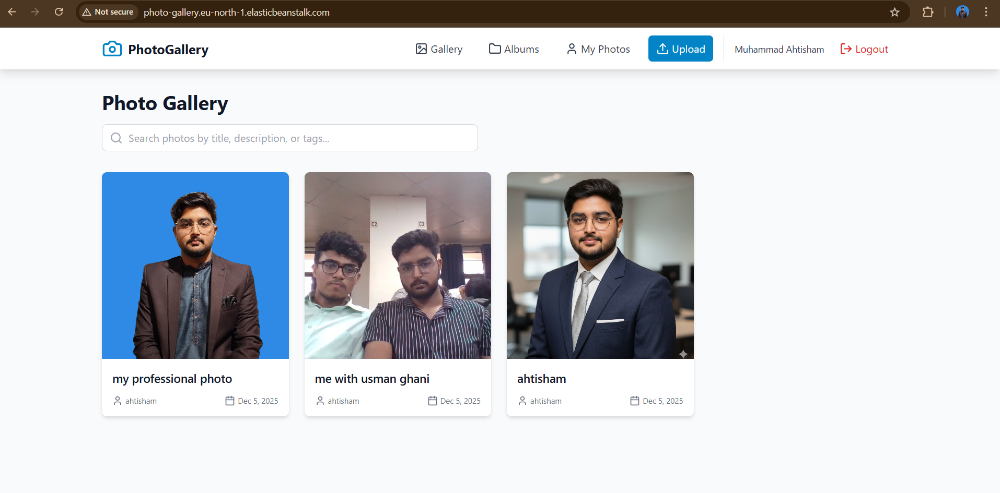 Not secure photo-gallery.eu-north-1.elasticbeanstalk.com
PhotoGallery Gallery Albums My Photos Upload Muhammad Ahtisham Logout
Photo Gallery
Search photos by title, description, or tags...
C2 C3
my professional photo
ahtisham Dec 5, 2025
me with usman ghani
ahtisham Dec 5, 2025
ahtisham
ahtisham Dec 5, 2025